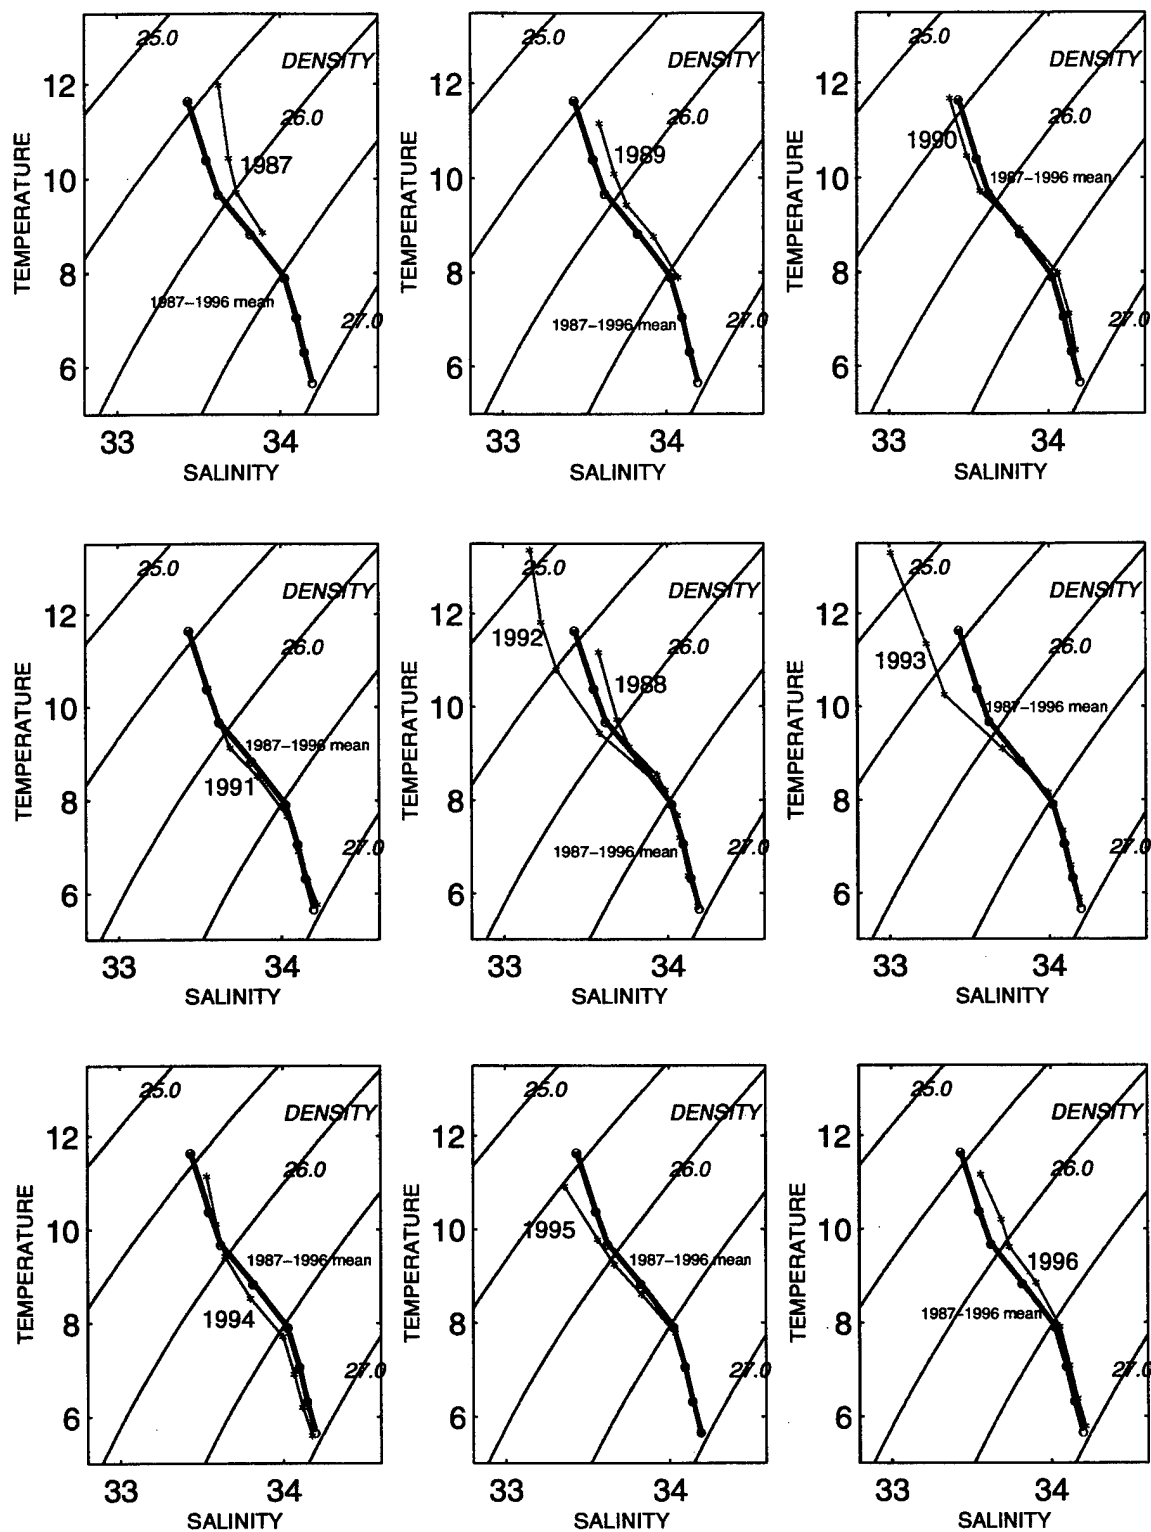 25.0 DENSITY
12
26.0
1987
10
TEMPERATURE
8
1987-1996 mean
27.0
6
33 34
SALINITY
25.0 DENSITY
12
26.0
1989
10
TEMPERATURE
8
1987-1996 mean
27.0
6
33 34
SALINITY
25.0 DENSITY
12
26.0
1990
1987-1996 mean
10
TEMPERATURE
8
27.0
6
33 34
SALINITY
25.0 DENSITY
12
26.0
10
TEMPERATURE
1987-1996 mean
1991
8
27.0
6
33 34
SALINITY
25.0 DENSITY
12
1992
26.0
1988
10
TEMPERATURE
8
1987-1996 mean
27.0
6
33 34
SALINITY
25.0 DENSITY
12
26.0
1993
1987-1996 mean
10
TEMPERATURE
8
27.0
6
33 34
SALINITY
25.0 DENSITY
12
26.0
10
TEMPERATURE
1987-1996 mean
1994
8
27.0
6
33 34
SALINITY
25.0 DENSITY
12
26.0
1995
10
TEMPERATURE
1987-1996 mean
8
27.0
6
33 34
SALINITY
25.0 DENSITY
12
26.0
10
TEMPERATURE
1996
1987-1996 mean
8
27.0
6
33 34
SALINITY